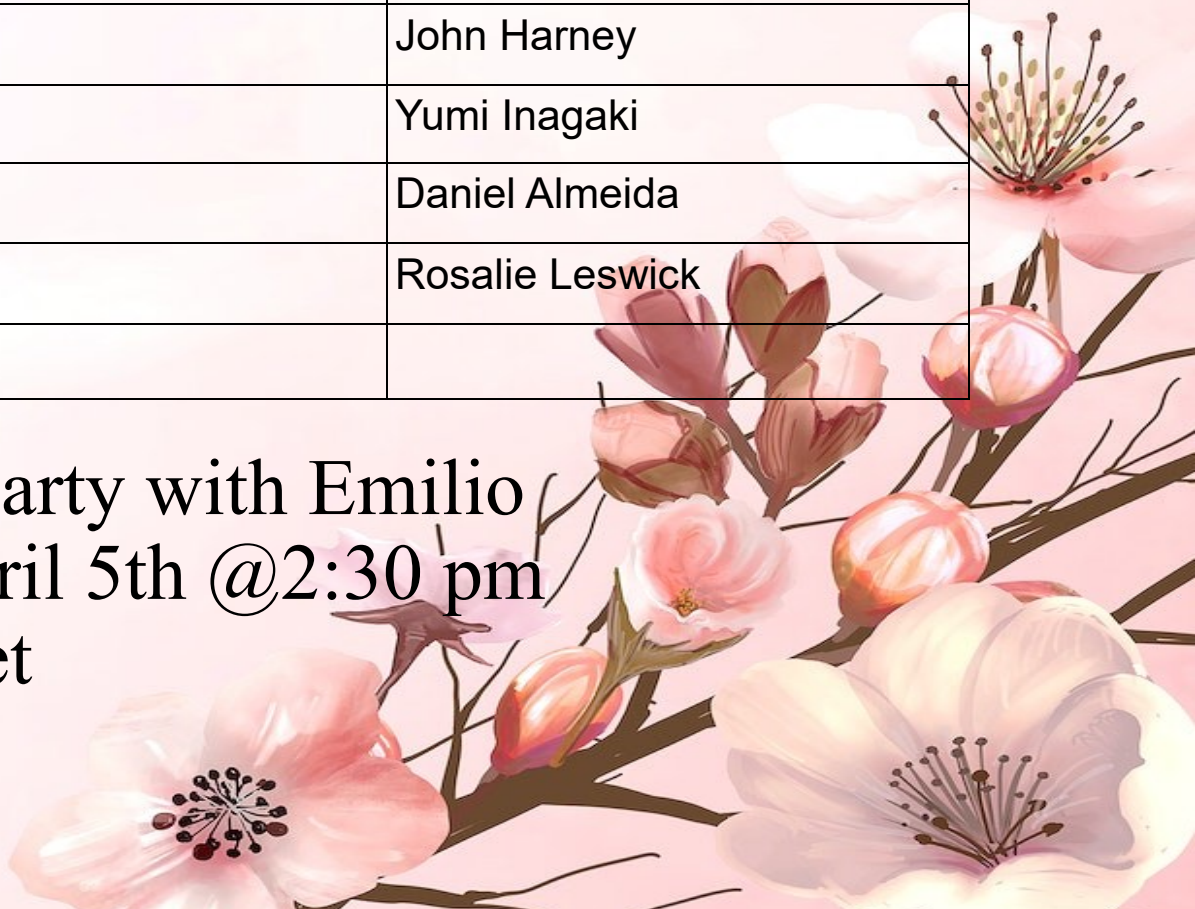 John Harney
Yumi Inagaki
Daniel Almeida
Rosalie Leswick
arty with Emilio
ril 5th @2:30 pm
et